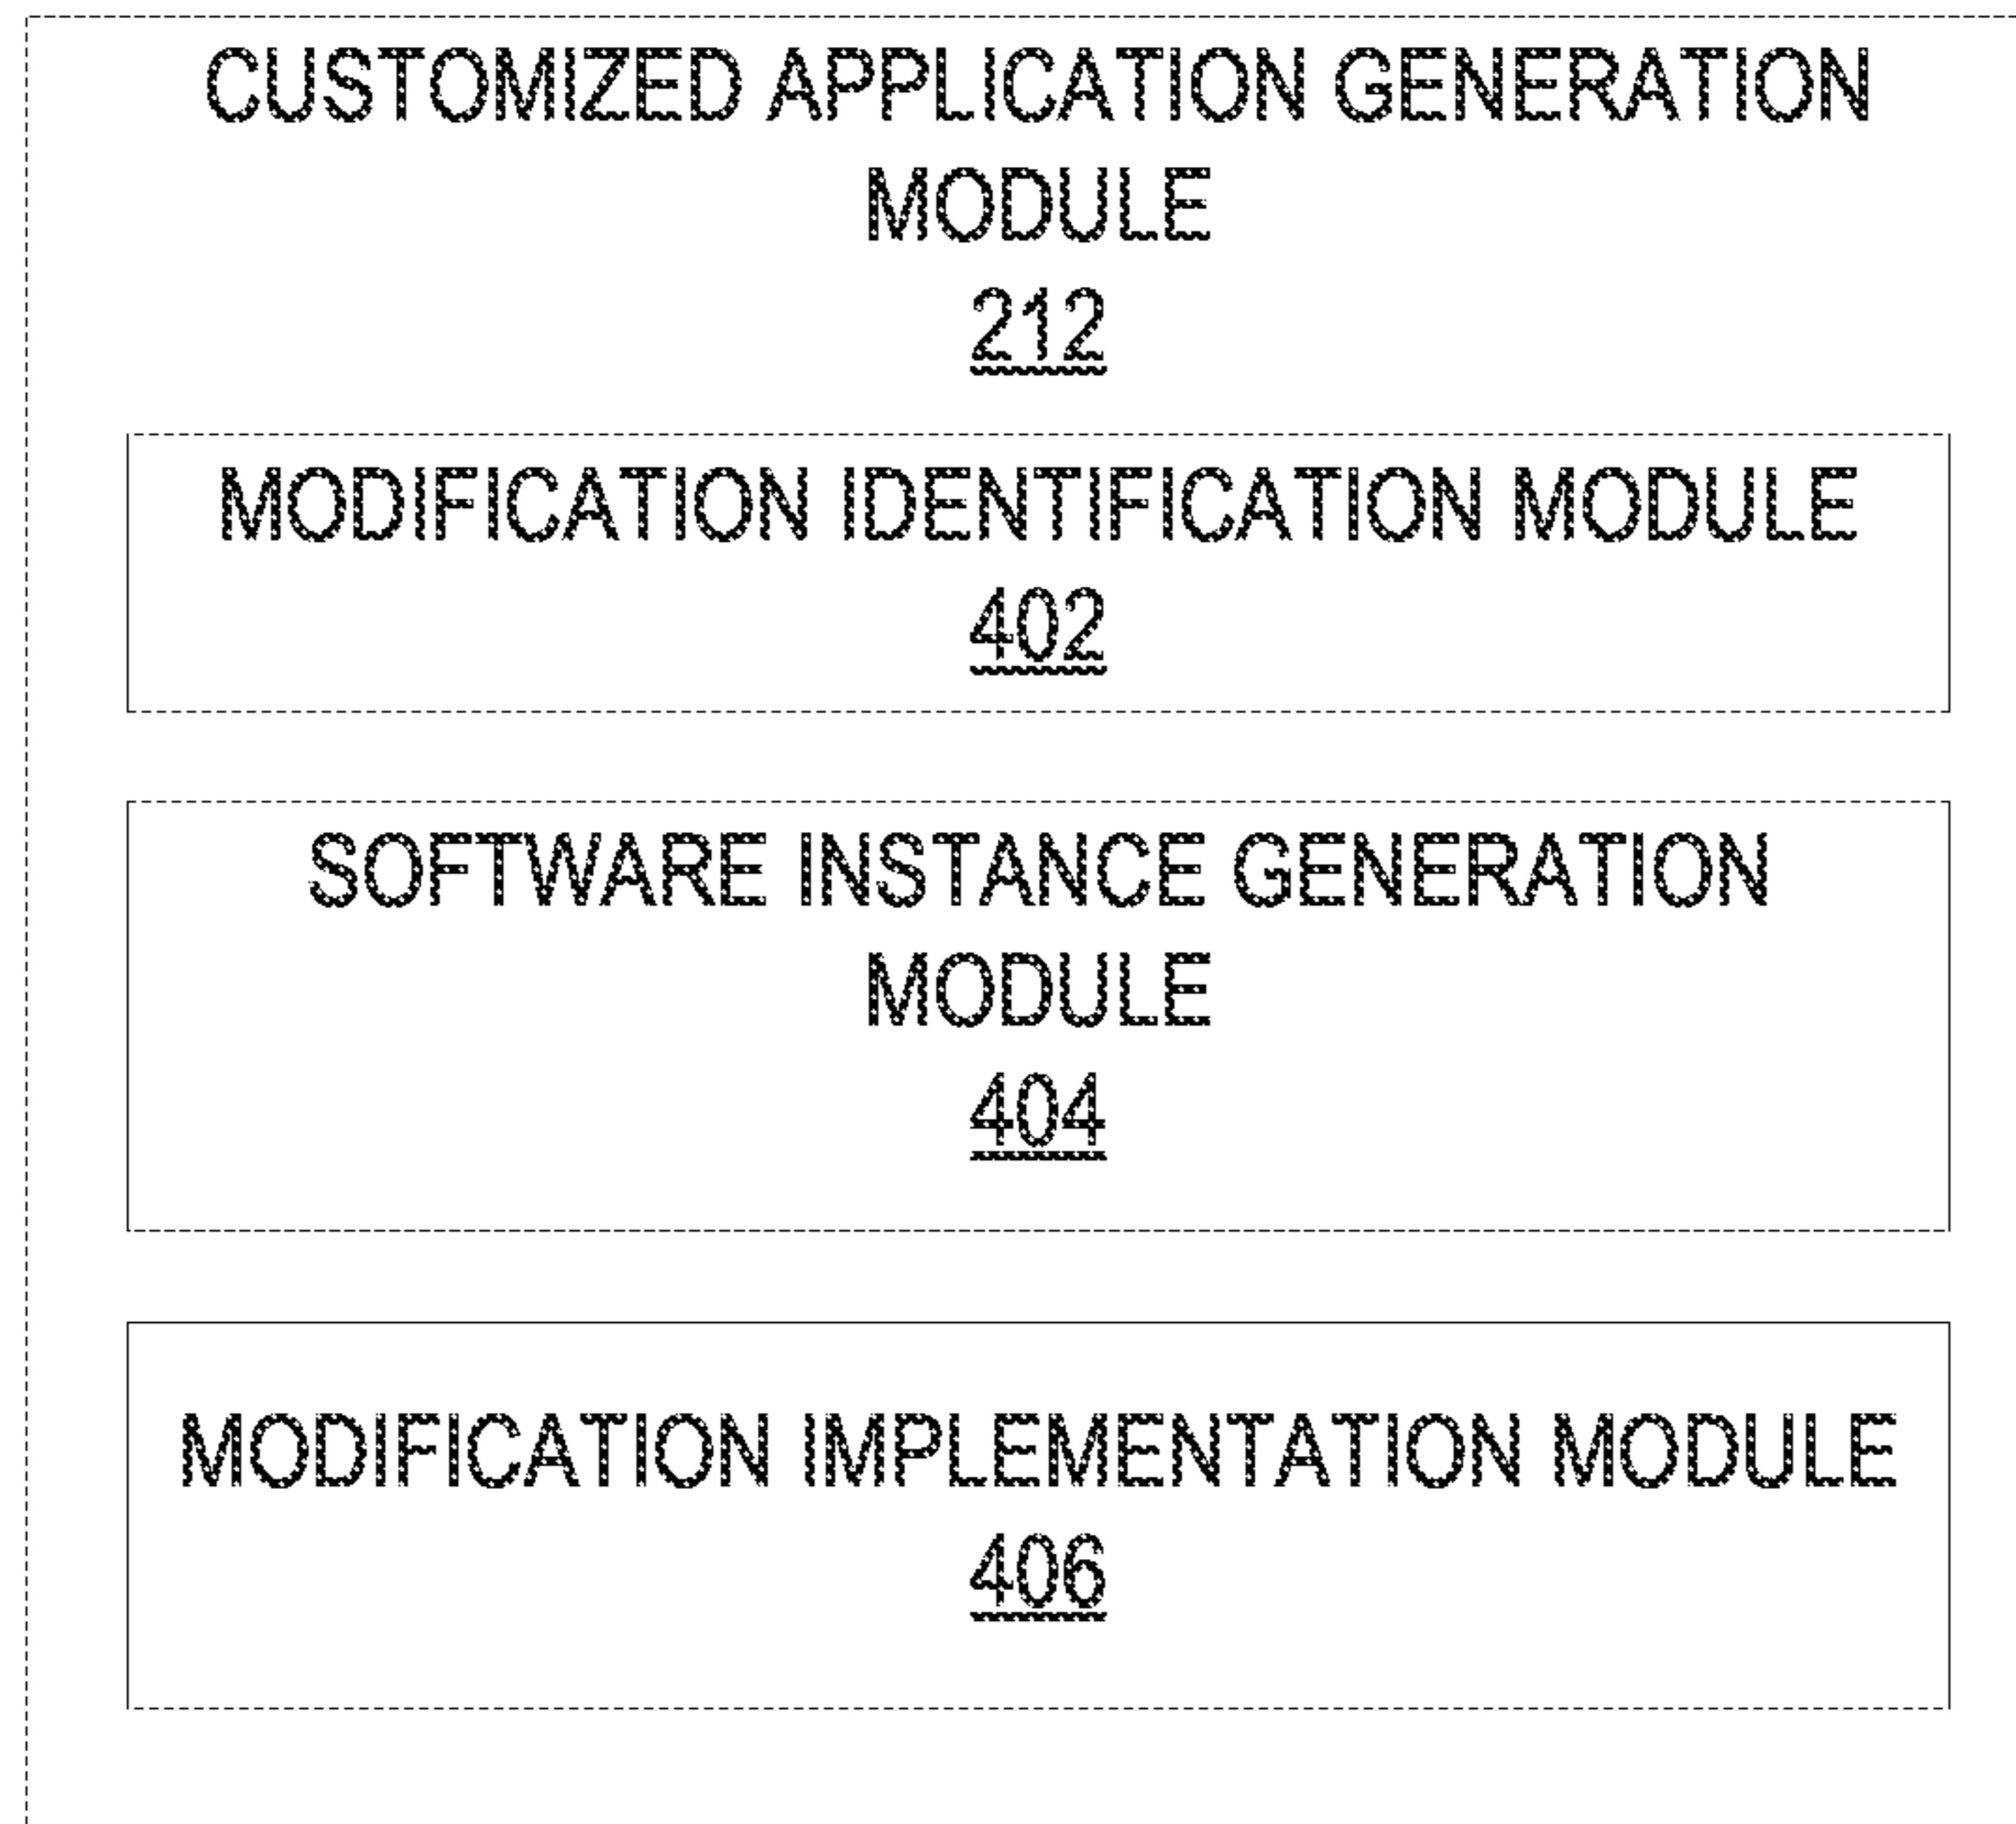 CUSTOMIZED APPLICATION GENERATION
MODULE
212
MODIFICATION IDENTIFICATION MODULE
402
SOFTWARE INSTANCE GENERATION
MODULE
404
MODIFICATION IMPLEMENTATION MODULE
406